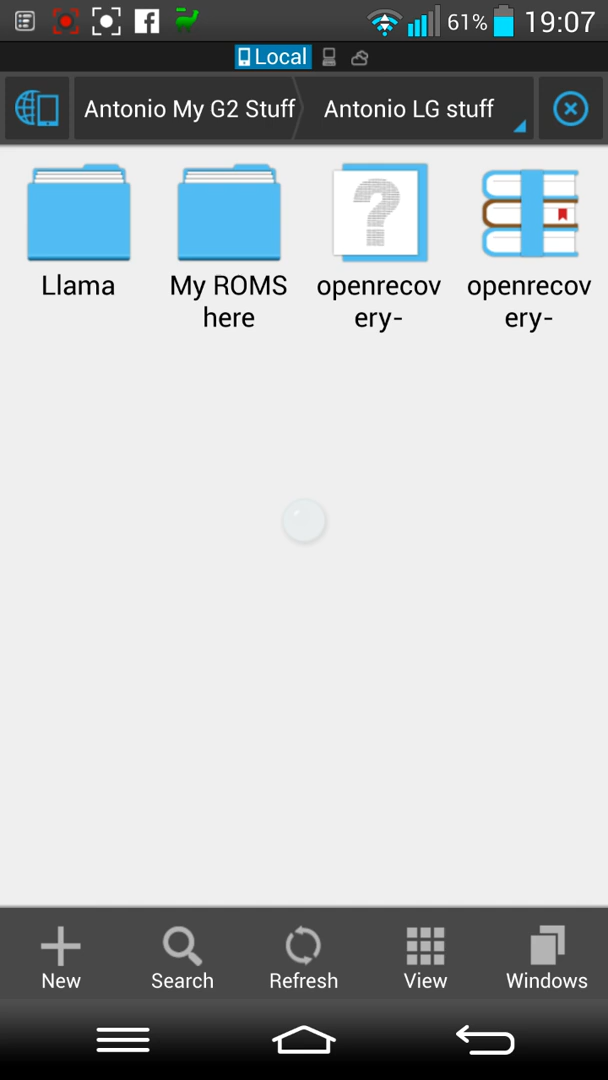 61% 19:07
Local
Antonio My G2 Stuff Antonio LG stuff
Llama My ROMS openrecov openrecov
here ery- ery-
New Search Refresh View Windows